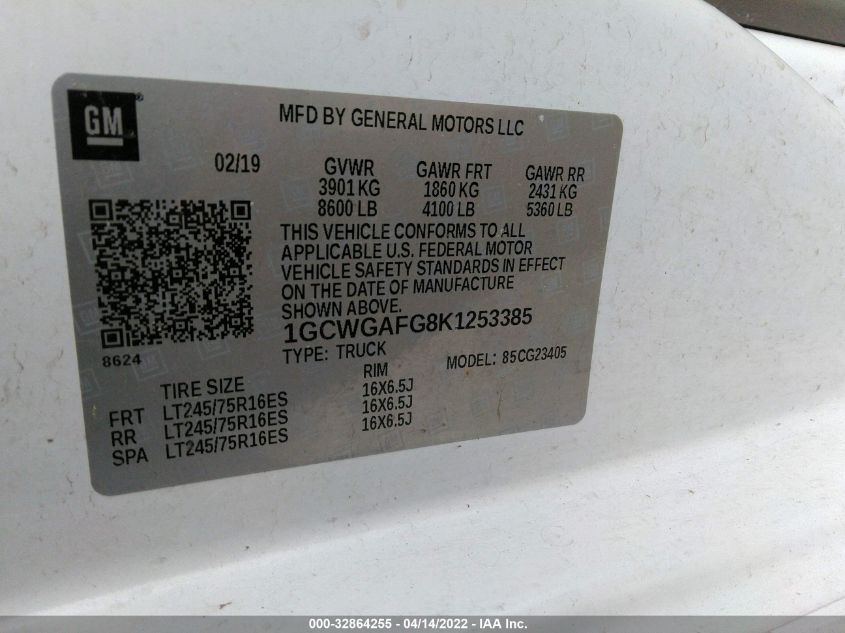 GM
MFD BY GENERAL MOTORS LLC
02/19 GVWR GAWR FRT GAWR RR
3901 KG 1860 KG 2431 KG
8600 LB 4100 LB 5360 LB
THIS VEHICLE CONFORMS TO ALL
APPLICABLE U.S. FEDERAL MOTOR
VEHICLE SAFETY STANDARDS IN EFFECT
ON THE DATE OF MANUFACTURE
SHOWN ABOVE.
1GCWGAFG8K1253385
8624 TYPE: TRUCK MODEL: 85CG23405
TIRE SIZE RIM
FRT LT245/75R16ES 16X6.5J
RR LT245/75R16ES 16X6.5J
SPA LT245/75R16ES 16X6.5J
000-32864255 - 04/14/2022 - IAA Inc.